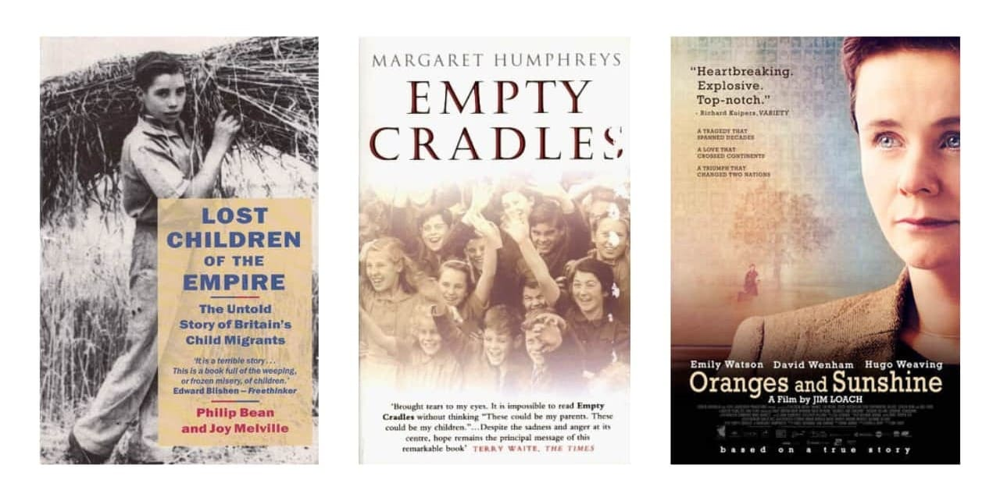 LOST
CHILDREN
OF THE
EMPIRE
The Untold
Story of Britain's
Child Migrants
'It is a terrible story...
This is a book full of the weeping,
or frozen misery, of children.'
Edward Blishen – Freethinker
Philip Bean
and Joy Melville
MARGARET HUMPHREYS
EMPTY
CRADLES
'Brought tears to my eyes. It is impossible to read Empty
Cradles without thinking "These could be my parents. These
could be my children."...Despite the sadness and anger at its
centre, hope remains the principal message of this
remarkable book' TERRY WAITE, THE TIMES
"Heartbreaking.
Explosive.
Top-notch."
- Richard Kuipers, VARIETY
A TRAGEDY THAT
SPANNED DECADES
A LOVE THAT
CROSSED CONTINENTS
A TRIUMPH THAT
CHANGED TWO NATIONS
Emily Watson David Wenham Hugo Weaving
Oranges and Sunshine
A Film by JIM LOACH
based on a true story